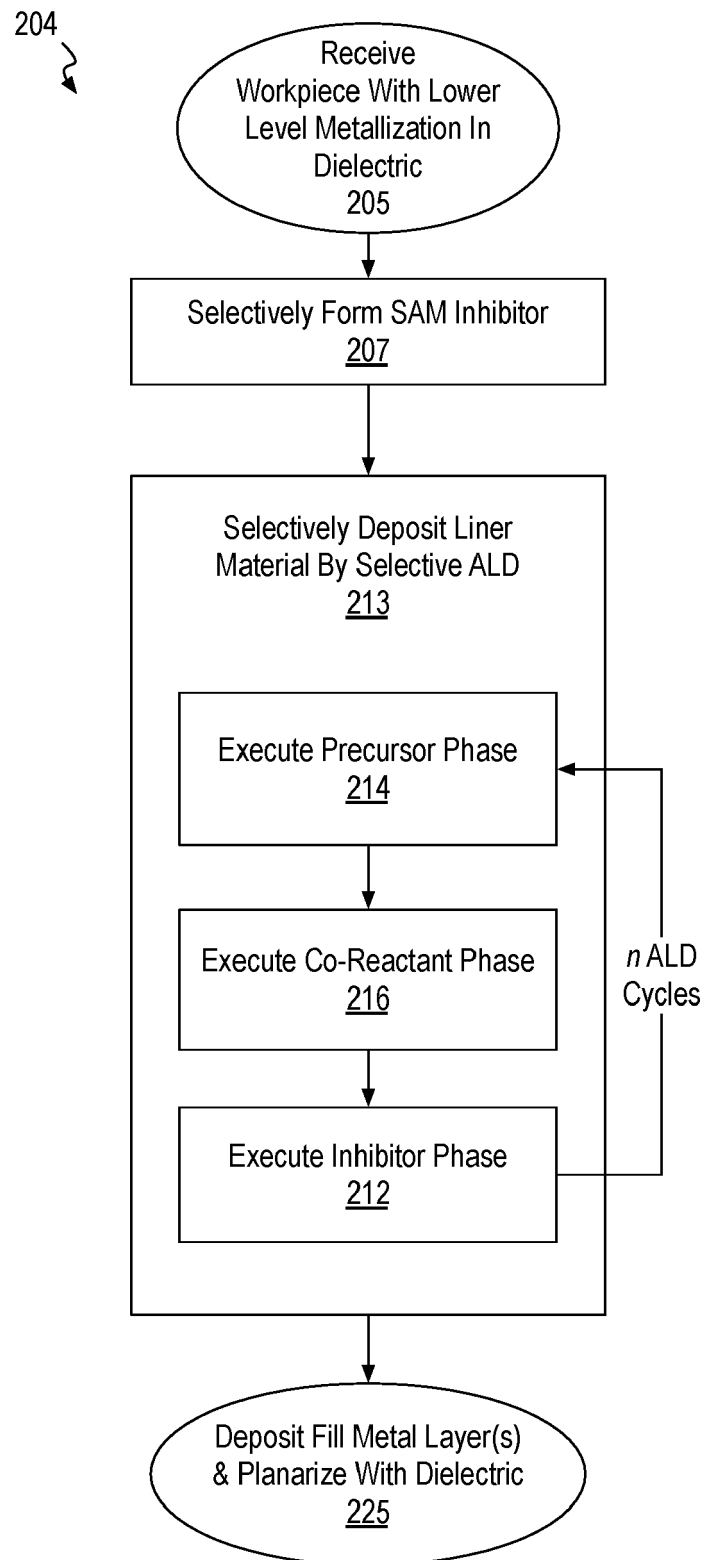 204
Receive
Workpiece With Lower
Level Metallization In
Dielectric
205
Selectively Form SAM Inhibitor
207
Selectively Deposit Liner
Material By Selective ALD
213
Execute Precursor Phase
214
Execute Co-Reactant Phase
216
n ALD
Cycles
Execute Inhibitor Phase
212
Deposit Fill Metal Layer(s)
& Planarize With Dielectric
225